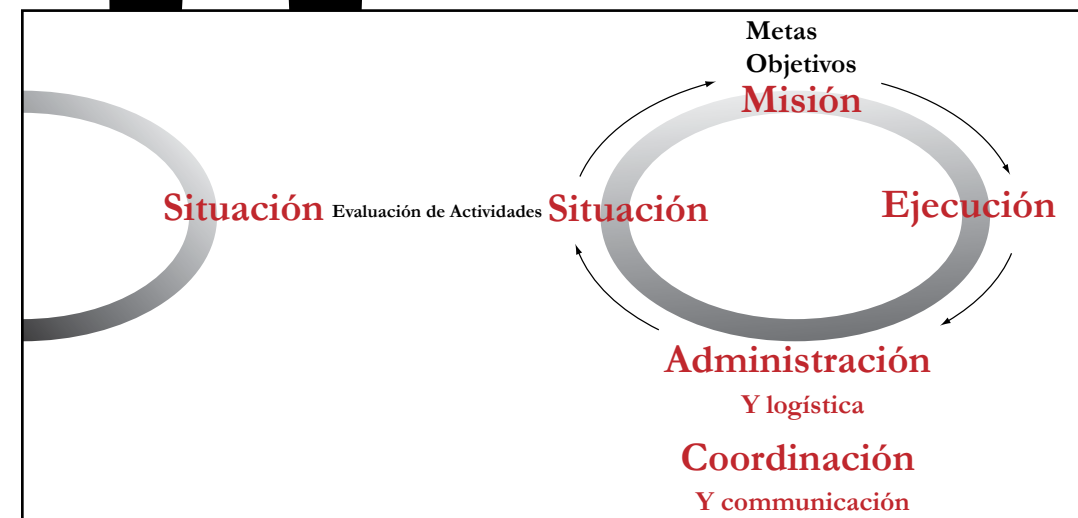 Metas
Objetivos
Misión
Situación Evaluación de Actividades Situación
Ejecución
Administración
Y logística
Coordinación
Y communicación